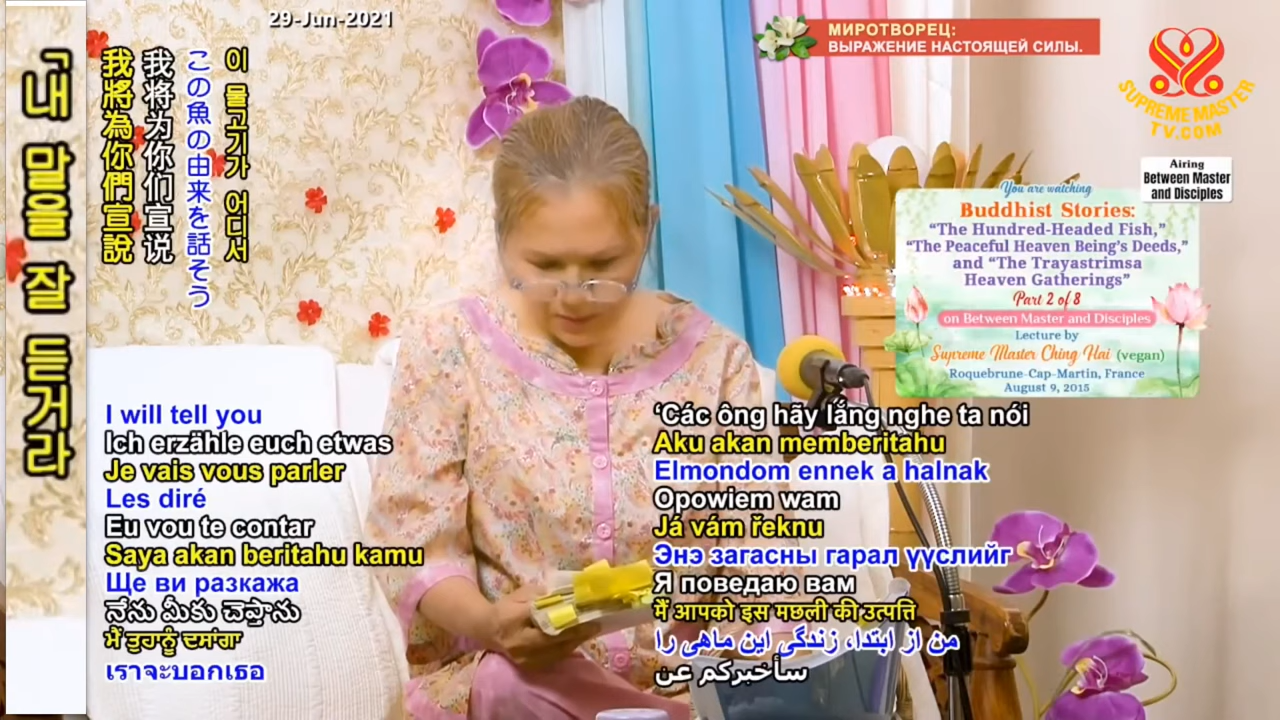 29-Jun-2021
「내 말을 잘 듣거라
我將為你們宣說
我将为你们宣说
この魚の由来を話そう
이 물고기가 어디서
МИРОТВОРЕЦ:
ВЫРАЖЕНИЕ НАСТОЯЩЕЙ СИЛЫ.
SUPREME MASTER
TV.COM
Airing
Between Master
and Disciples
You are watching
Buddhist Stories:
“The Hundred-Headed Fish,”
“The Peaceful Heaven Being’s Deeds,”
and “The Trayastrimsa
Heaven Gatherings”
Part 2 of 8
on Between Master and Disciples
Lecture by
Supreme Master Ching Hai (vegan)
Roquebrune-Cap-Martin, France
August 9, 2015
I will tell you
Ich erzähle euch etwas
Je vais vous parler
Les diré
Eu vou te contar
Saya akan beritahu kamu
Ще ви разкажа
నేను మీకు చెప్తాను
ਮੈਂ ਤੁਹਾਨੂੰ ਦਸਾਂਗਾ
เราจะบอกเธอ
‘Các ông hãy lắng nghe ta nói
Aku akan memberitahu
Elmondom ennek a halnak
Opowiem wam
Já vám řeknu
Энэ загасны гарал үүслийг
Я поведаю вам
मैं आपको इस मछली की उत्पत्ति
من از ابتدا، زندگی این ماهی را
سأخبركم عن